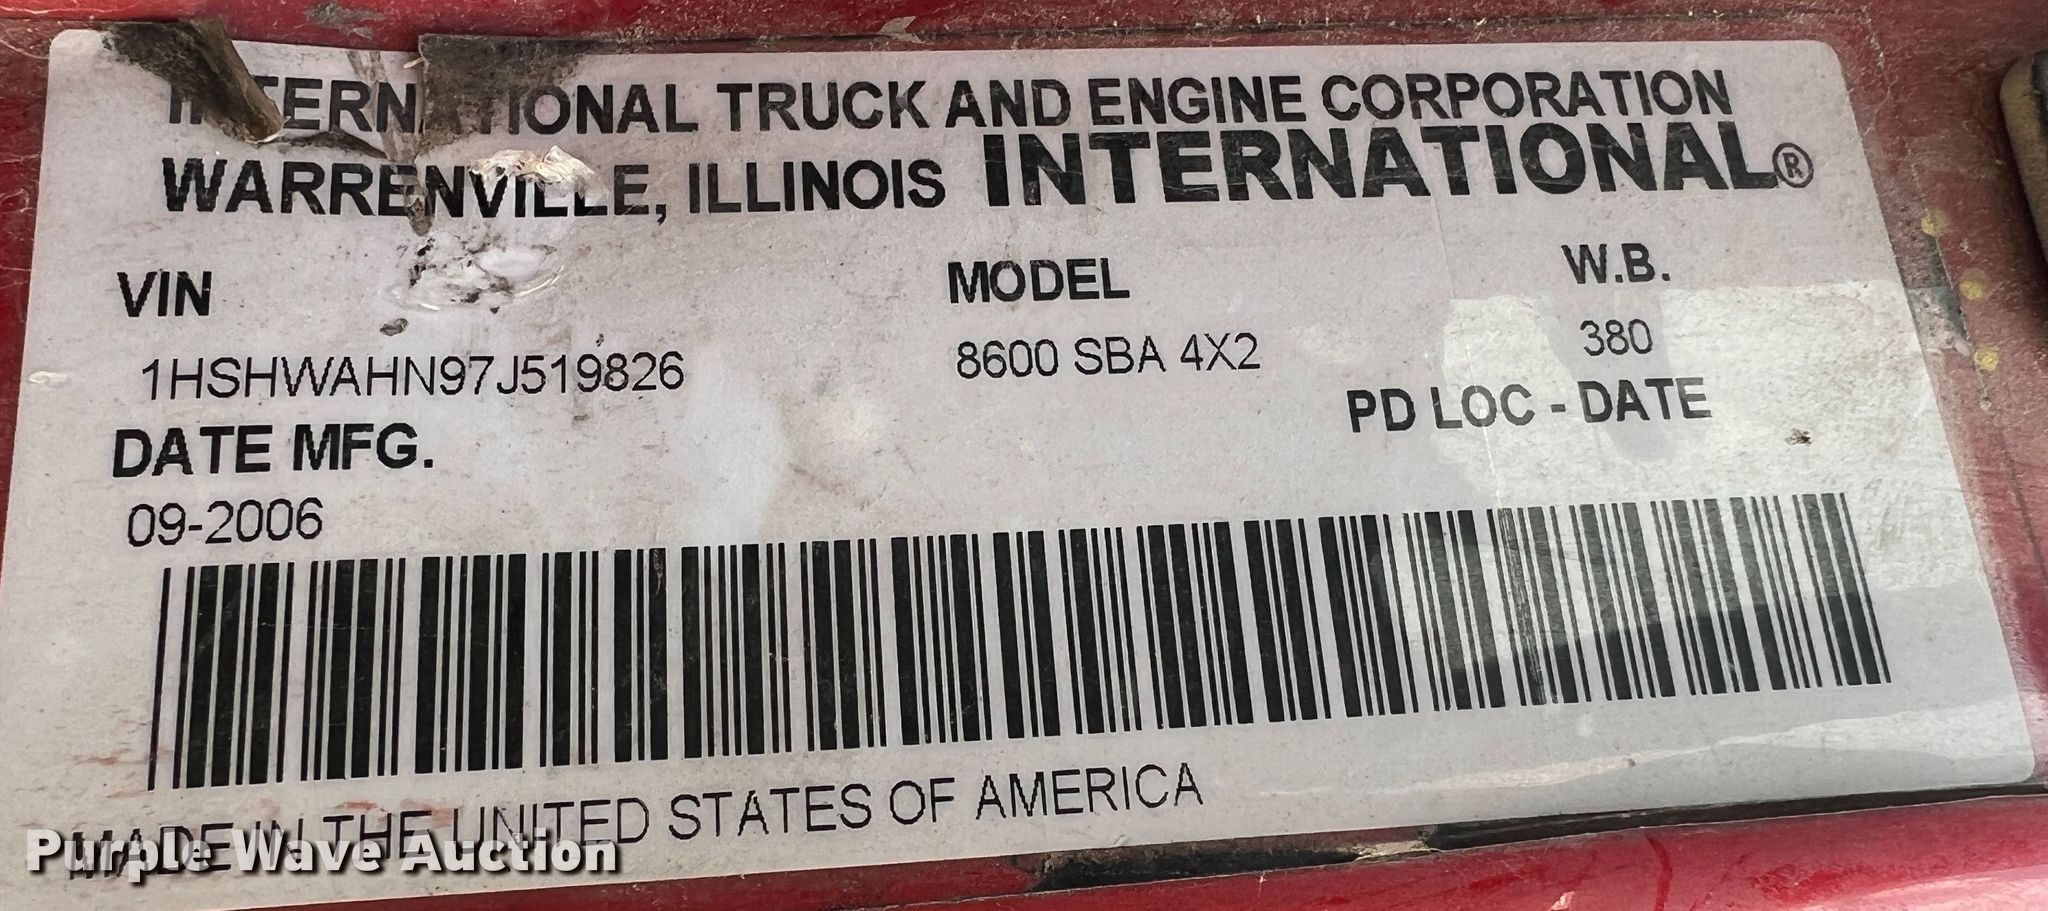 INTERNATIONAL TRUCK AND ENGINE CORPORATION
WARRENVILLE, ILLINOIS INTERNATIONAL®
VIN MODEL W.B.
1HSHWAHN97J519826 8600 SBA 4X2 380
DATE MFG. PD LOC - DATE
09-2006
MADE IN THE UNITED STATES OF AMERICA
Purple Wave Auction